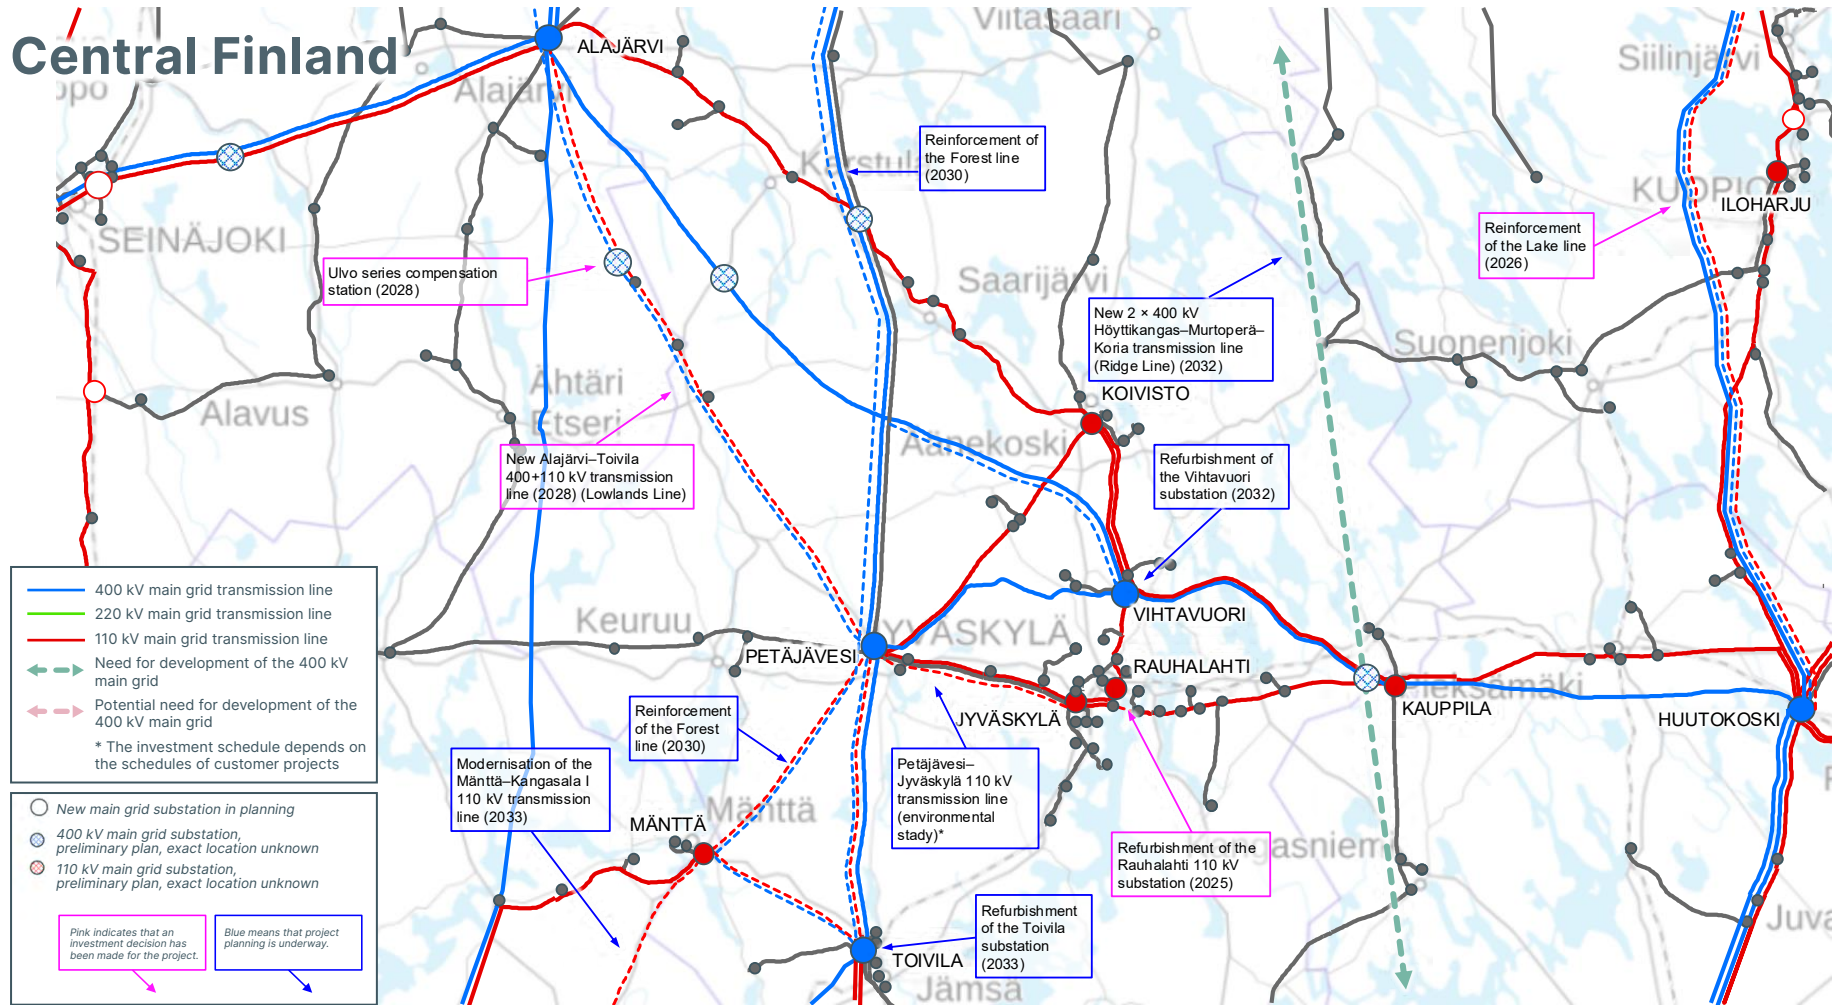 Central Finland
ALAJÄRVI
Viitasaari
Siilinjärvi
Alajärvi
Reinforcement of
the Forest line
(2030)
Karstula
KUOPIO
ILOHARJU
SEINÄJOKI
Reinforcement
of the Lake line
(2026)
Ulvo series compensation
station (2028)
Saarijärvi
New 2 × 400 kV
Höyttikangas–Murtoperä–
Koria transmission line
(Ridge Line) (2032)
Suonenjoki
KOIVISTO
Ähtäri
Etseri
Alavus
Äänekoski
New Alajärvi–Toivila
400+110 kV transmission
line (2028) (Lowlands Line)
Refurbishment of
the Vihtavuori
substation (2032)
400 kV main grid transmission line
220 kV main grid transmission line
110 kV main grid transmission line
Need for development of the 400 kV
main grid
Potential need for development of the
400 kV main grid
* The investment schedule depends on
the schedules of customer projects
Keuruu
YVÄSKYLÄ
VIHTAVUORI
PETÄJÄVESI
RAUHALAHTI
JYVÄSKYLÄ
Pieksämäki
KAUPPILA
HUUTOKOSKI
Reinforcement
of the Forest
line (2030)
Modernisation of the
Mänttä–Kangasala I
110 kV transmission
line (2033)
Petäjävesi–
Jyväskylä 110 kV
transmission line
(environmental
stady)*
Mänttä
MÄNTTÄ
Refurbishment of the
Rauhalahti 110 kV
substation (2025)
ngasniem
New main grid substation in planning
400 kV main grid substation,
preliminary plan, exact location unknown
110 kV main grid substation,
preliminary plan, exact location unknown
Pink indicates that an
investment decision has
been made for the project.
Blue means that project
planning is underway.
Refurbishment
of the Toivila
substation
(2033)
TOIVILA
Jämsä
Juva